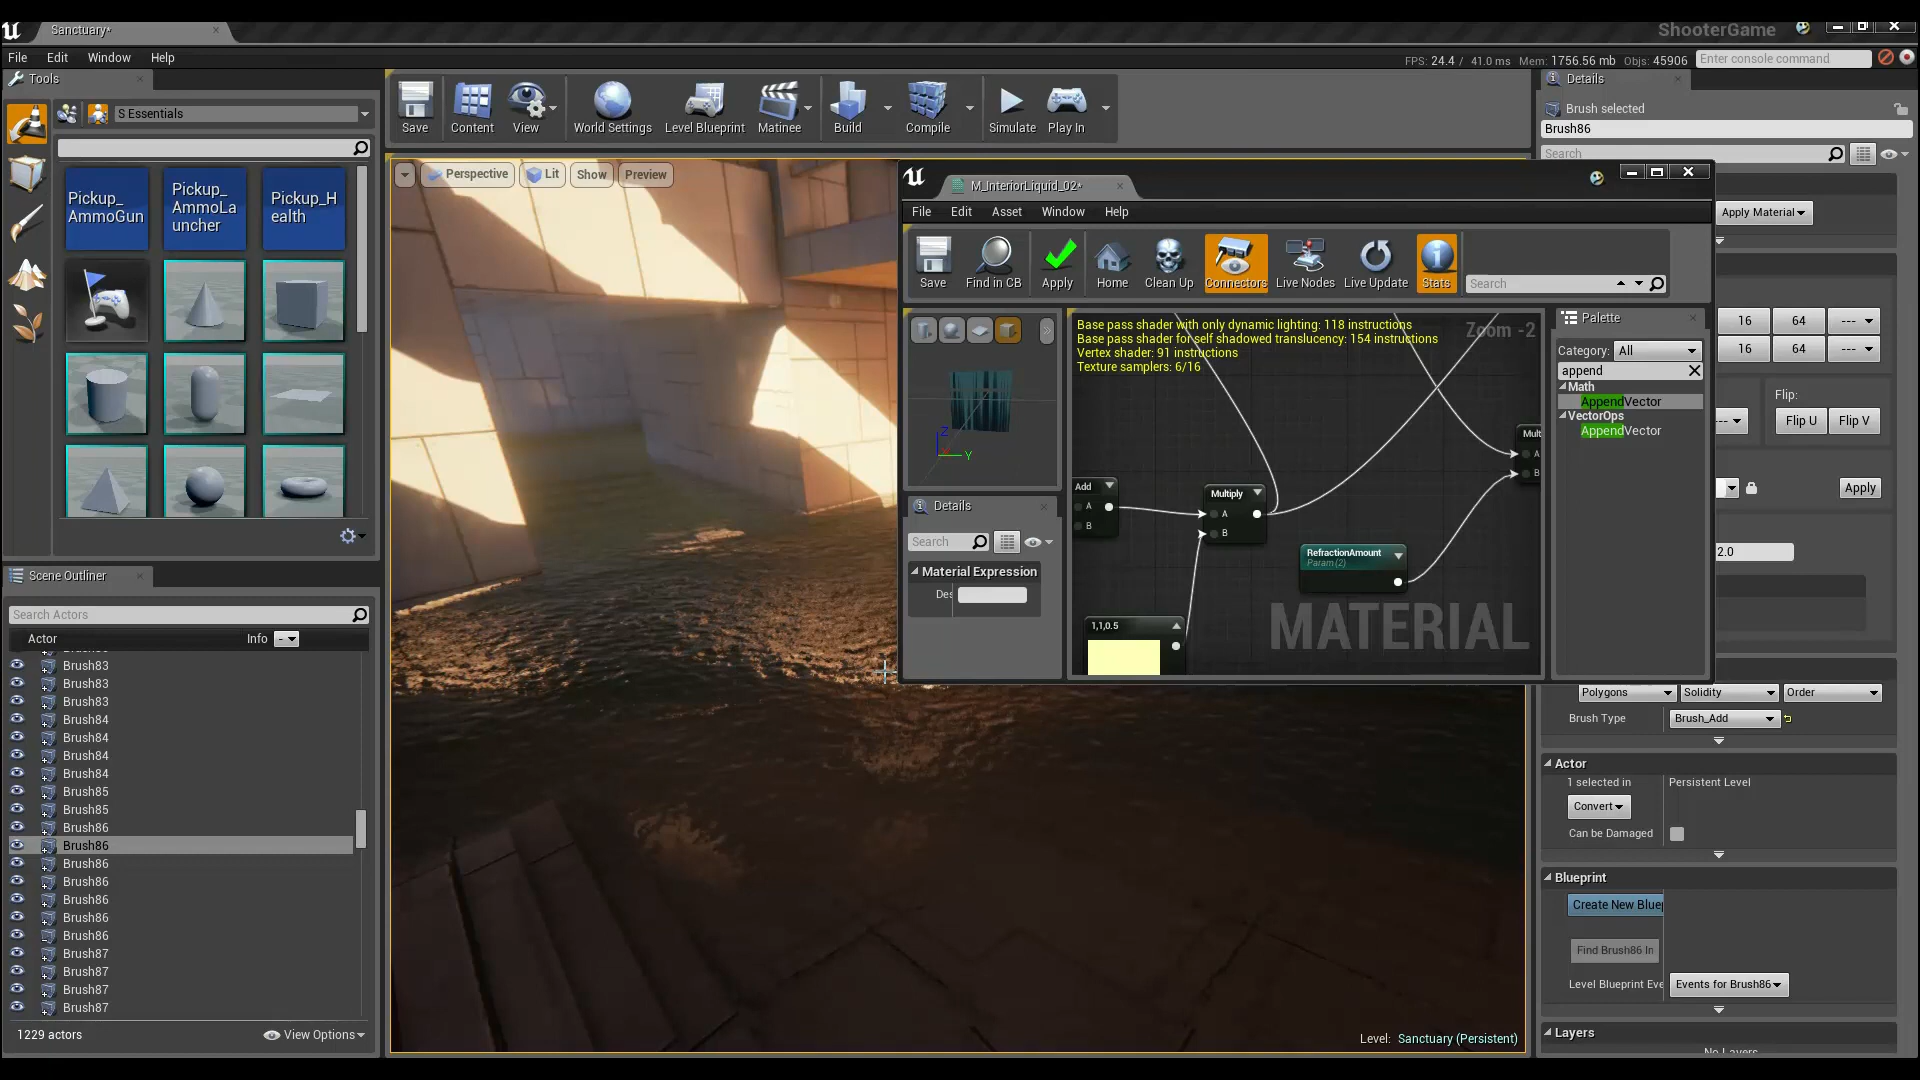 Sanctuary*
ShooterGame
File Edit Window Help
FPS: 24.4 / 41.0 ms Mem: 1756.56 mb Objs: 45906
Enter console command
Tools
S Essentials
Pickup_AmmoGun
Pickup_AmmoLauncher
Pickup_Health
Save Content View World Settings Level Blueprint Matinee Build Compile Simulate Play In
Perspective Lit Show Preview
Scene Outliner
Search Actors
Actor Info -
Brush83
Brush83
Brush83
Brush84
Brush84
Brush84
Brush84
Brush85
Brush85
Brush86
Brush86
Brush86
Brush86
Brush86
Brush86
Brush86
Brush87
Brush87
Brush87
Brush87
1229 actors
View Options
M_InteriorLiquid_02*
File Edit Asset Window Help
Save Find in CB Apply Home Clean Up Connectors Live Nodes Live Update Stats
Search
Base pass shader with only dynamic lighting: 118 instructions
Base pass shader for self shadowed translucency: 154 instructions
Vertex shader: 91 instructions
Texture samplers: 6/16
Zoom -2
Z
Y
Details
Search
Material Expression
Des
Add
A
B
Multiply
A
B
Mult
A
B
RefractionAmount
Param (2)
1,1,0.5
MATERIAL
Palette
Category: All
append
Math
AppendVector
VectorOps
AppendVector
Level: Sanctuary (Persistent)
Details
Brush selected
Brush86
Search
Apply Material
16 64 ---
16 64 ---
Flip:
Flip U Flip V
Apply
2.0
Polygons Solidity Order
Brush Type Brush_Add
Actor
1 selected in Persistent Level
Convert
Can be Damaged
Blueprint
Create New Bluep
Find Brush86 In
Level Blueprint Eve Events for Brush86
Layers
No Layers